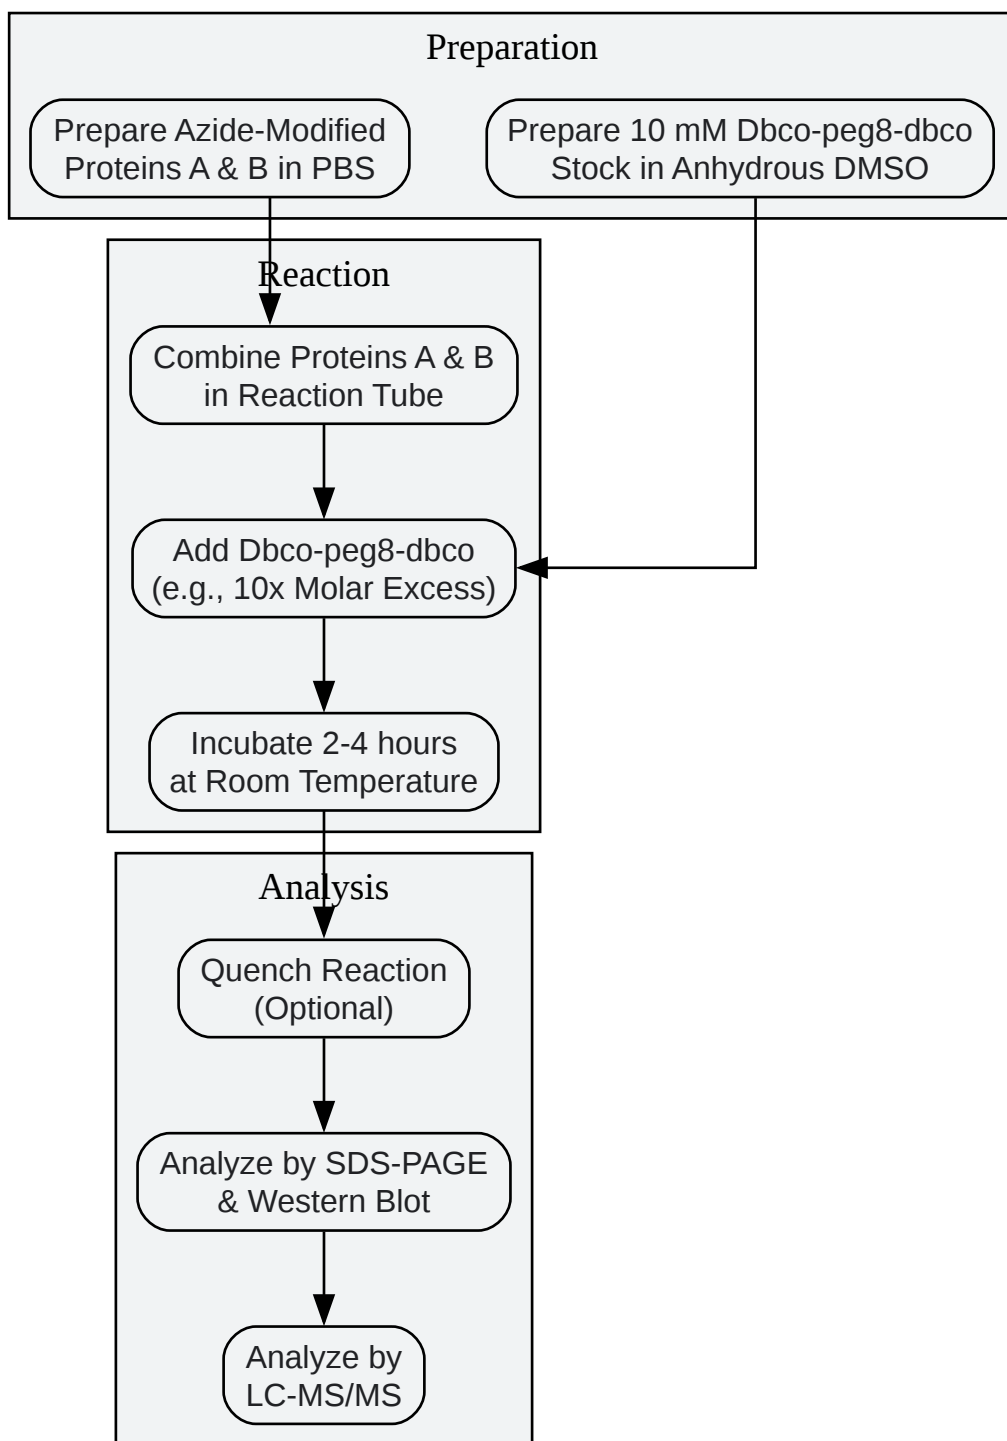 Preparation
Prepare Azide-Modified
Proteins A & B in PBS
Prepare 10 mM Dbco-peg8-dbco
Stock in Anhydrous DMSO
Reaction
Combine Proteins A & B
in Reaction Tube
Add Dbco-peg8-dbco
(e.g., 10x Molar Excess)
Incubate 2-4 hours
at Room Temperature
Analysis
Quench Reaction
(Optional)
Analyze by SDS-PAGE
& Western Blot
Analyze by
LC-MS/MS